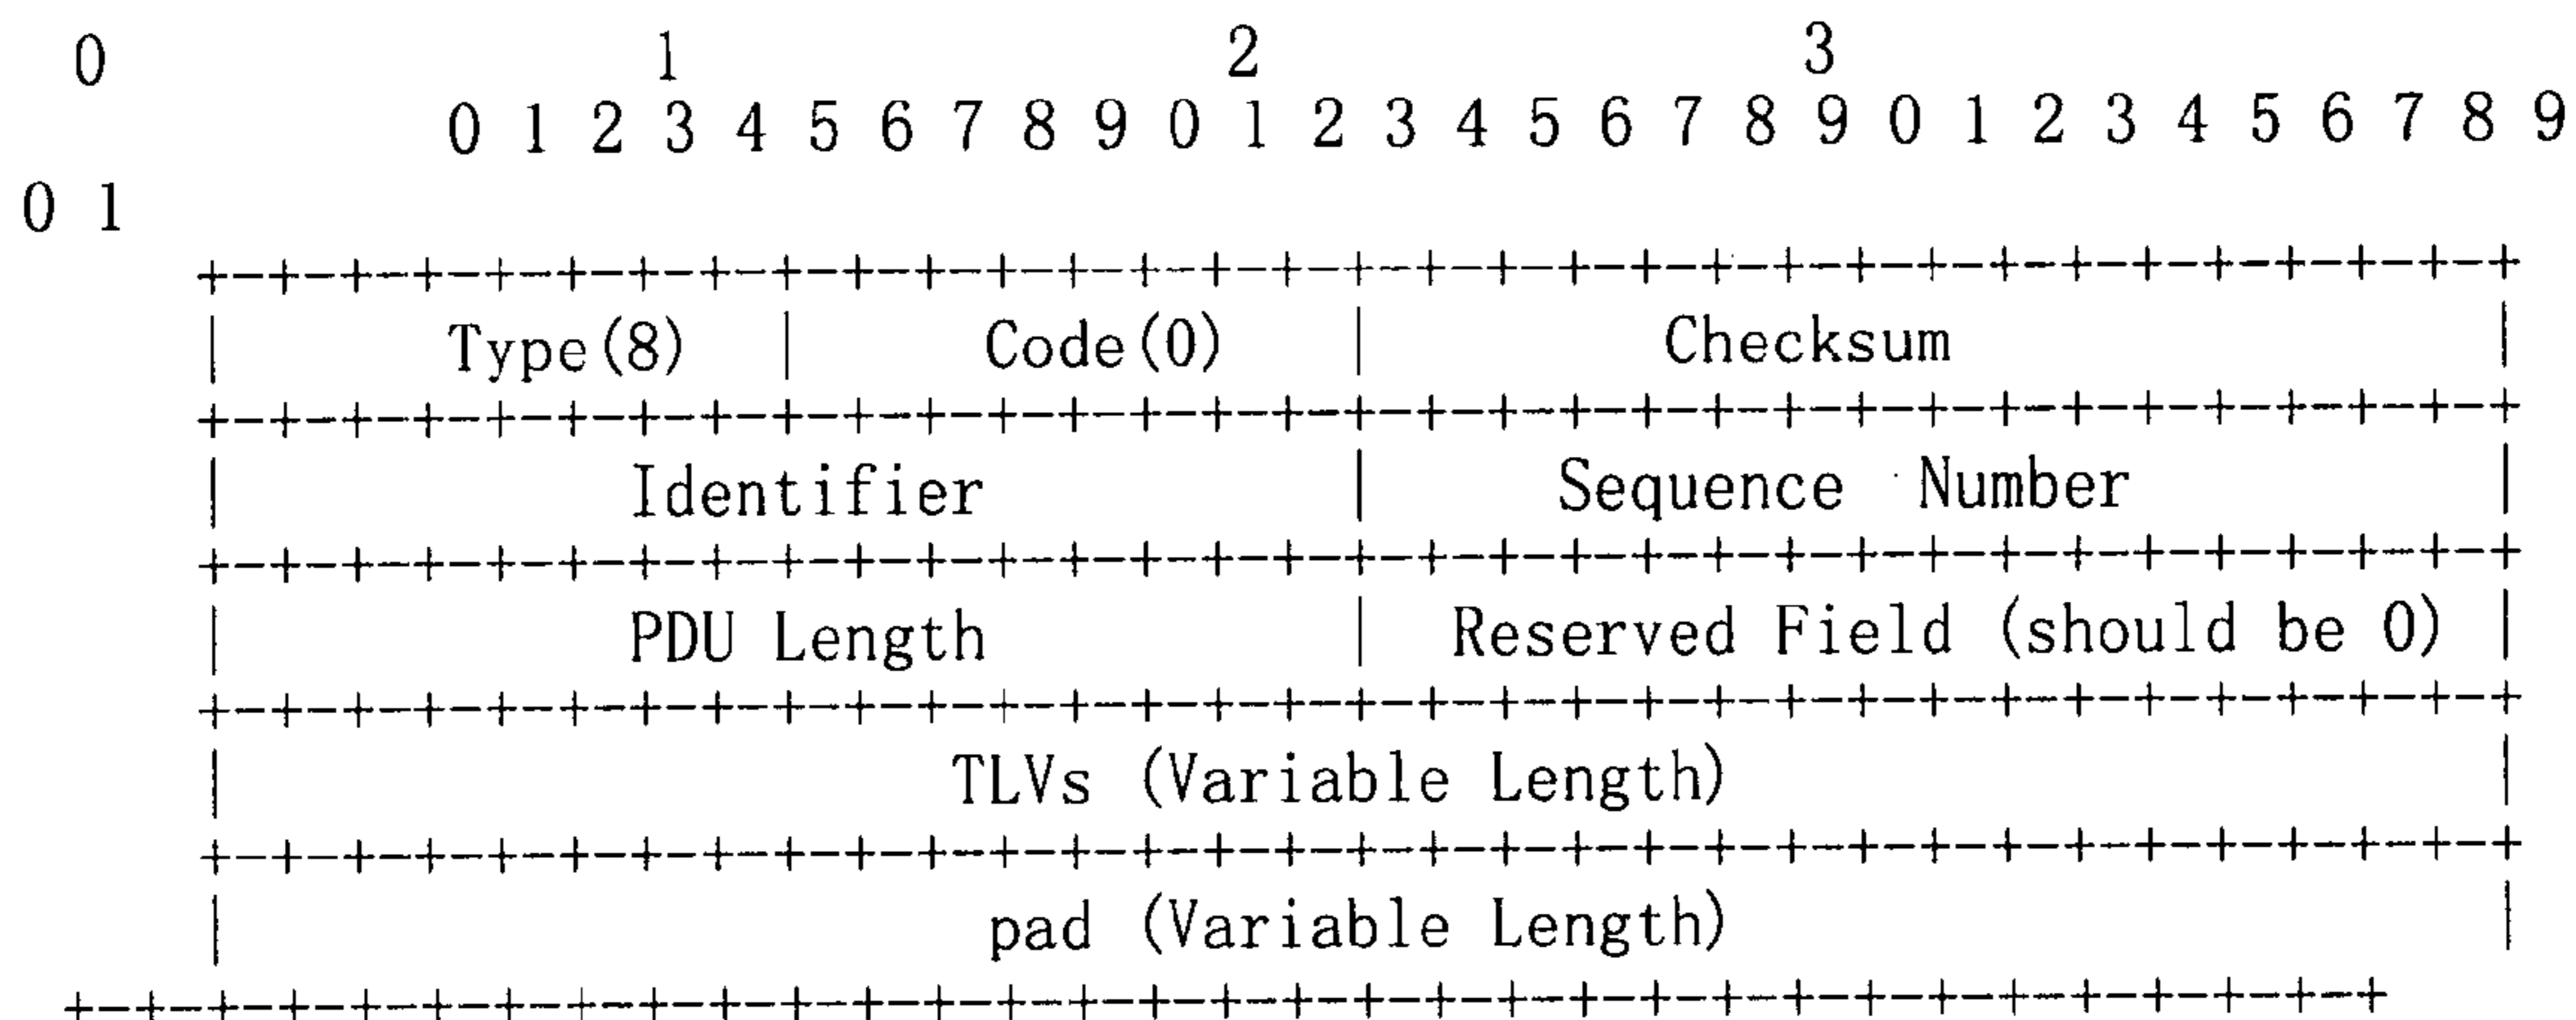 0 1 2 3
0 1 2 3 4 5 6 7 8 9 0 1 2 3 4 5 6 7 8 9 0 1 2 3 4 5 6 7 8 9
0 1
+-+-+-+-+-+-+-+-+-+-+-+-+-+-+-+-+-+-+-+-+-+-+-+-+-+-+-+-+-+-+-+-+
| Type(8) | Code(0) | Checksum |
+-+-+-+-+-+-+-+-+-+-+-+-+-+-+-+-+-+-+-+-+-+-+-+-+-+-+-+-+-+-+-+-+
| Identifier | Sequence Number |
+-+-+-+-+-+-+-+-+-+-+-+-+-+-+-+-+-+-+-+-+-+-+-+-+-+-+-+-+-+-+-+-+
| PDU Length | Reserved Field (should be 0) |
+-+-+-+-+-+-+-+-+-+-+-+-+-+-+-+-+-+-+-+-+-+-+-+-+-+-+-+-+-+-+-+-+
| TLVs (Variable Length) |
+-+-+-+-+-+-+-+-+-+-+-+-+-+-+-+-+-+-+-+-+-+-+-+-+-+-+-+-+-+-+-+-+
| pad (Variable Length) |
+-+-+-+-+-+-+-+-+-+-+-+-+-+-+-+-+-+-+-+-+-+-+-+-+-+-+-+-+-+-+-+-+